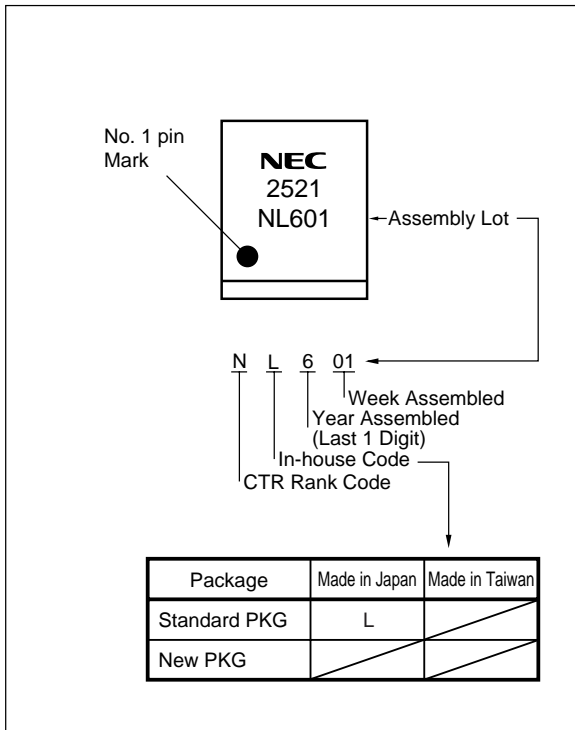 No. 1 pin
Mark
NEC
2521
NL601
Assembly Lot
N L 6 01
Week Assembled
Year Assembled
(Last 1 Digit)
In-house Code
CTR Rank Code
Package Made in Japan Made in Taiwan
Standard PKG L
New PKG